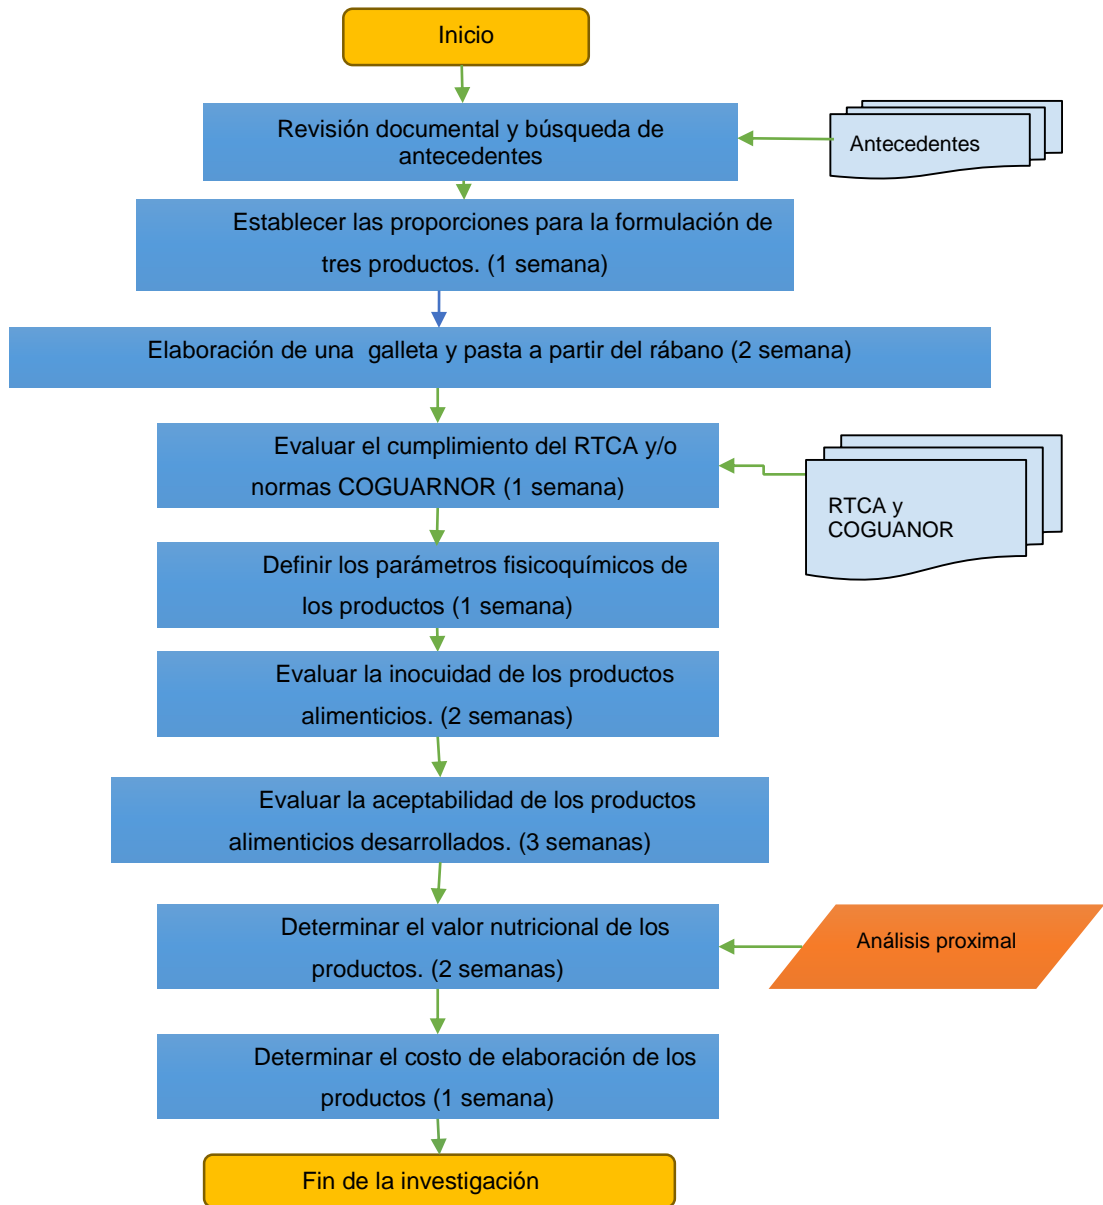 Inicio
Revisión documental y búsqueda de
antecedentes
Antecedentes
Establecer las proporciones para la formulación de
tres productos. (1 semana)
Elaboración de una galleta y pasta a partir del rábano (2 semana)
Evaluar el cumplimiento del RTCA y/o
normas COGUARNOR (1 semana)
RTCA y
COGUANOR
Definir los parámetros fisicoquímicos de
los productos (1 semana)
Evaluar la inocuidad de los productos
alimenticios. (2 semanas)
Evaluar la aceptabilidad de los productos
alimenticios desarrollados. (3 semanas)
Determinar el valor nutricional de los
productos. (2 semanas)
Análisis proximal
Determinar el costo de elaboración de los
productos (1 semana)
Fin de la investigación